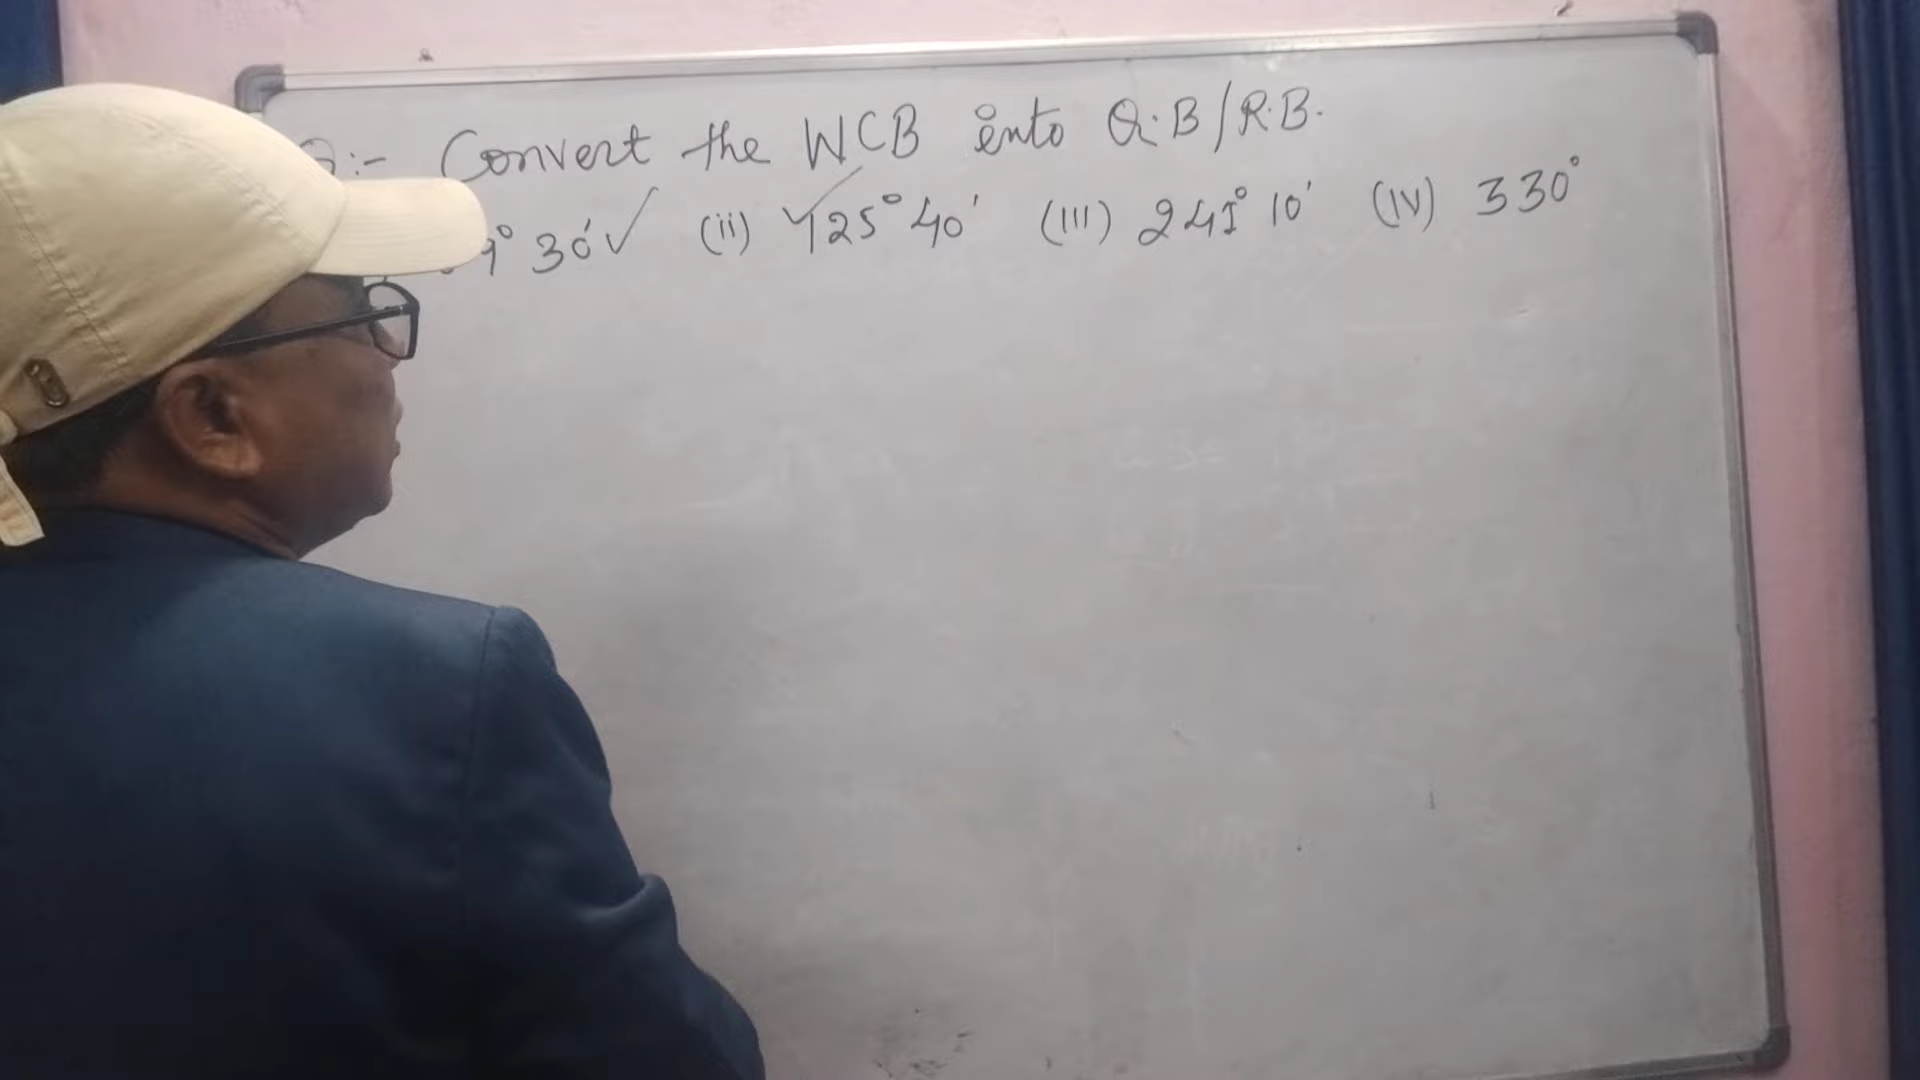 :- Convert the WCB into Q.B/R.B.
9° 30' ✓ (ii) 125° 40' (III) 241° 10' (IV) 330°